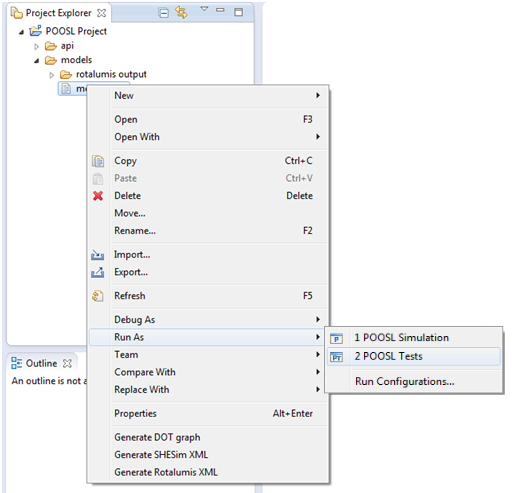 Project Explorer
POOSL Project
api
models
rotalumis output
New
Open F3
Open With
Copy Ctrl+C
Paste Ctrl+V
Delete Delete
Move...
Rename... F2
Import...
Export...
Refresh F5
Debug As
Run As
Team
Compare With
Replace With
Properties Alt+Enter
Generate DOT graph
Generate SHESim XML
Generate Rotalumis XML
1 POOSL Simulation
2 POOSL Tests
Run Configurations...
Outline
An outline is not a